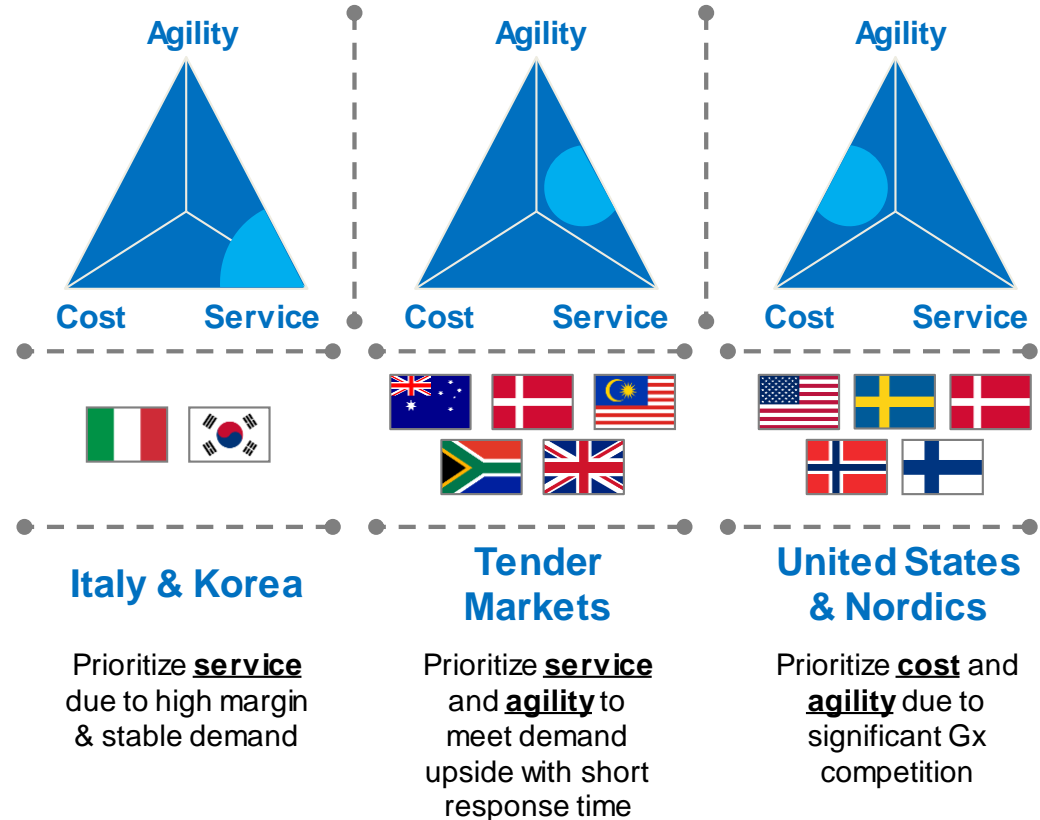 Agility
Cost
Service
Italy & Korea
Prioritize service
due to high margin
& stable demand
Agility
Cost
Service
Tender
Markets
Prioritize service
and agility to
meet demand
upside with short
response time
Agility
Cost
Service
United States
& Nordics
Prioritize cost and
agility due to
significant Gx
competition